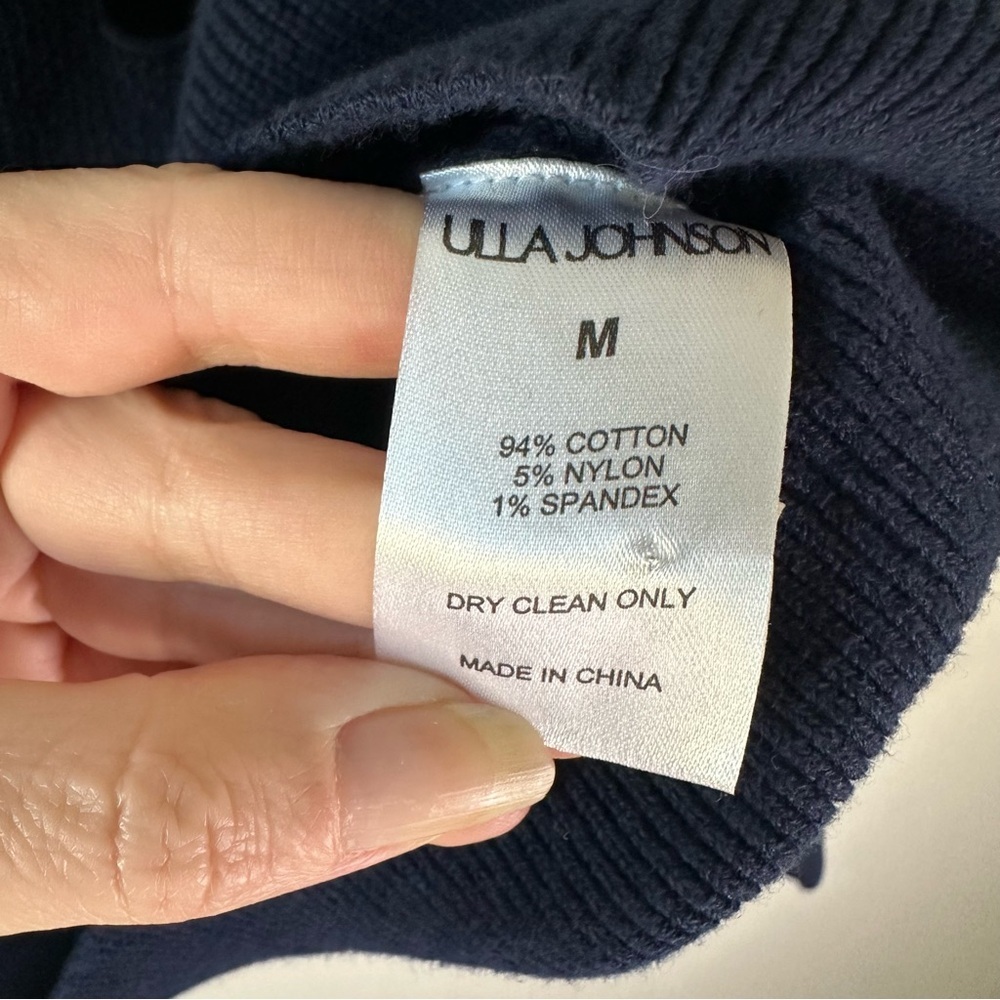 ULLA JOHNSON
M
94% COTTON
5% NYLON
1% SPANDEX
DRY CLEAN ONLY
MADE IN CHINA